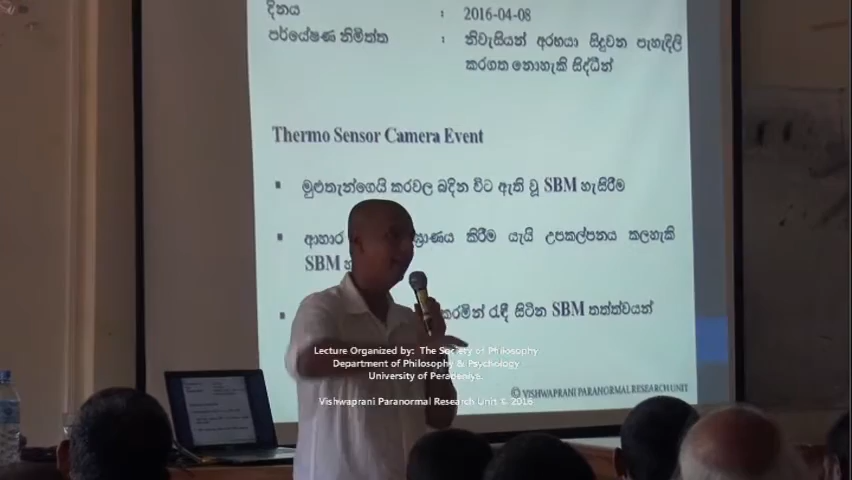 දිනය : 2016-04-08
පර්යේෂණ නිමිත්ත : නිවැසියන් අරභයා සිදුවන පැහැදිලි
කරගත නොහැකි සිද්ධීන්
Thermo Sensor Camera Event
▪ මුළුතැන්ගෙයි කරවල බදින විට ඇති වූ SBM හැසිරීම
▪ ආහාර ග්‍රාණය කිරීම යැයි උපකල්පනය කලහැකි
SBM
▪ කරමින් රැඳී සිටින SBM තත්ත්වයන්
Lecture Organized by: The Society of Philosophy
Department of Philosophy & Psychology
University of Peradeniya.
© VISHWAPRANI PARANORMAL RESEARCH UNIT
Vishwaprani Paranormal Research Unit © 2016